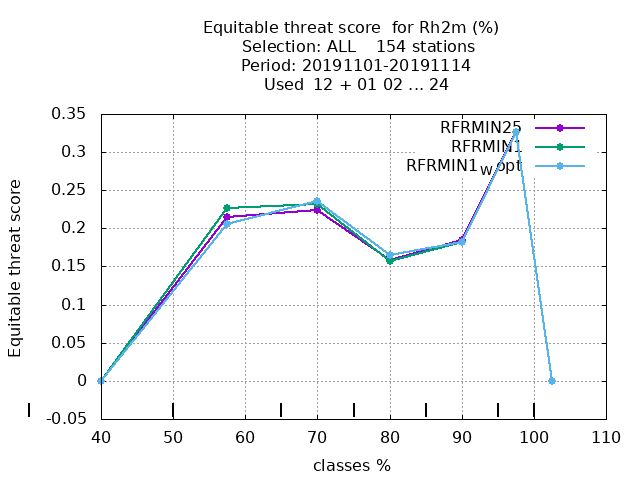 Equitable threat score  for Rh2m (%)
Selection: ALL    154 stations
Period: 20191101-20191114
Used  12 + 01 02 ... 24
Equitable threat score
0.35
0.3
0.25
0.2
0.15
0.1
0.05
0
-0.05
RFRMIN25
RFRMIN1
RFRMIN1wopt
40 50 60 70 80 90 100 110
classes %